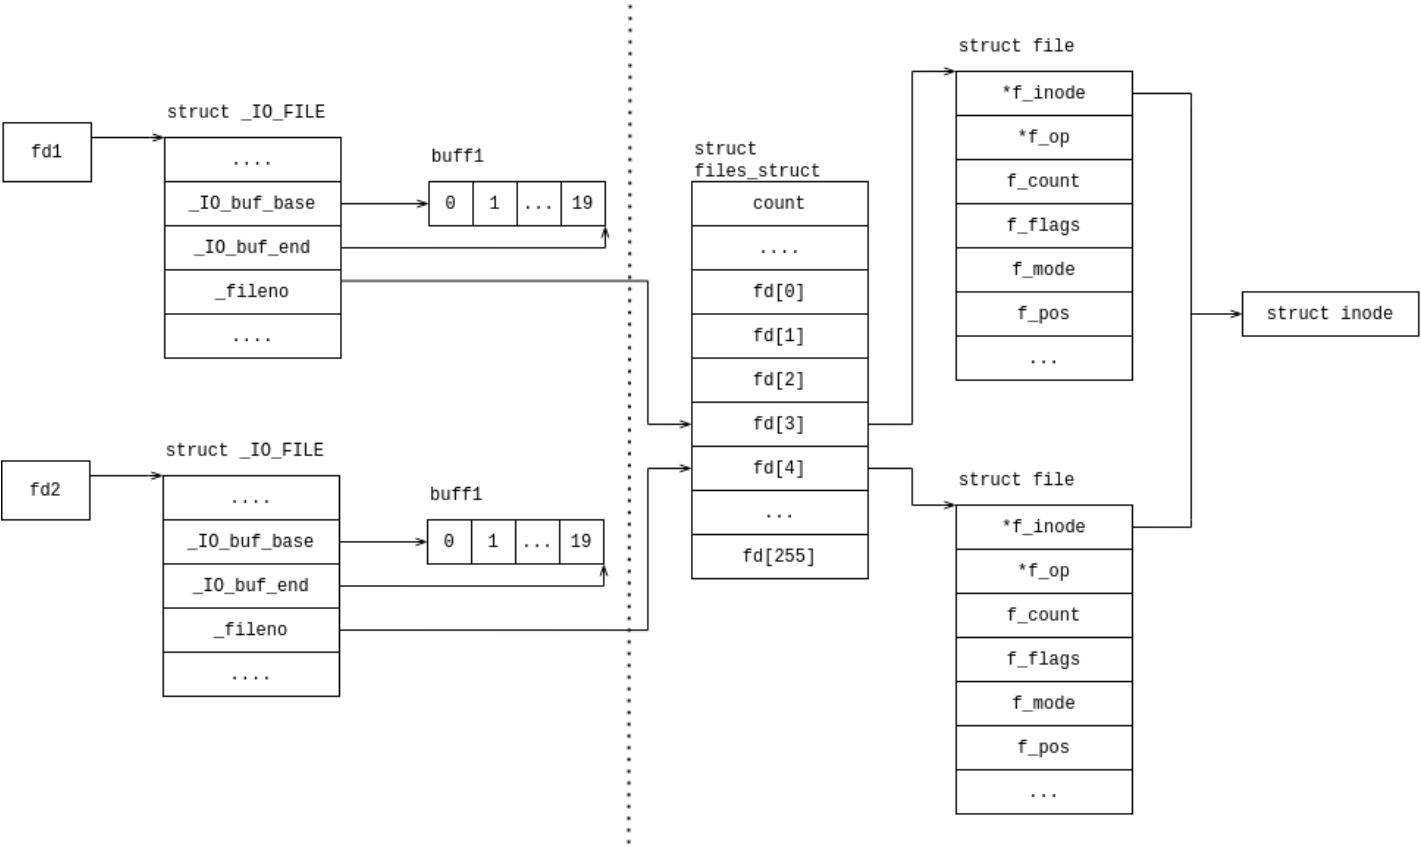 fd1
struct _IO_FILE
....
_IO_buf_base
_IO_buf_end
_fileno
....
buff1
0 1 ... 19
fd2
struct _IO_FILE
....
_IO_buf_base
_IO_buf_end
_fileno
....
buff1
0 1 ... 19
struct
files_struct
count
....
fd[0]
fd[1]
fd[2]
fd[3]
fd[4]
...
fd[255]
struct file
*f_inode
*f_op
f_count
f_flags
f_mode
f_pos
...
struct file
*f_inode
*f_op
f_count
f_flags
f_mode
f_pos
...
struct inode